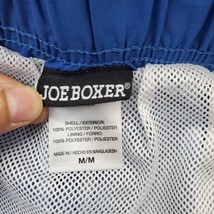 JOE BOXER®
SHELL / EXTERIOR:
100% POLYESTER / POLIESTER
LINING / FORRO:
100% POLYESTER / POLIESTER
MADE IN / HECHO EN BANGLADESH
M/M